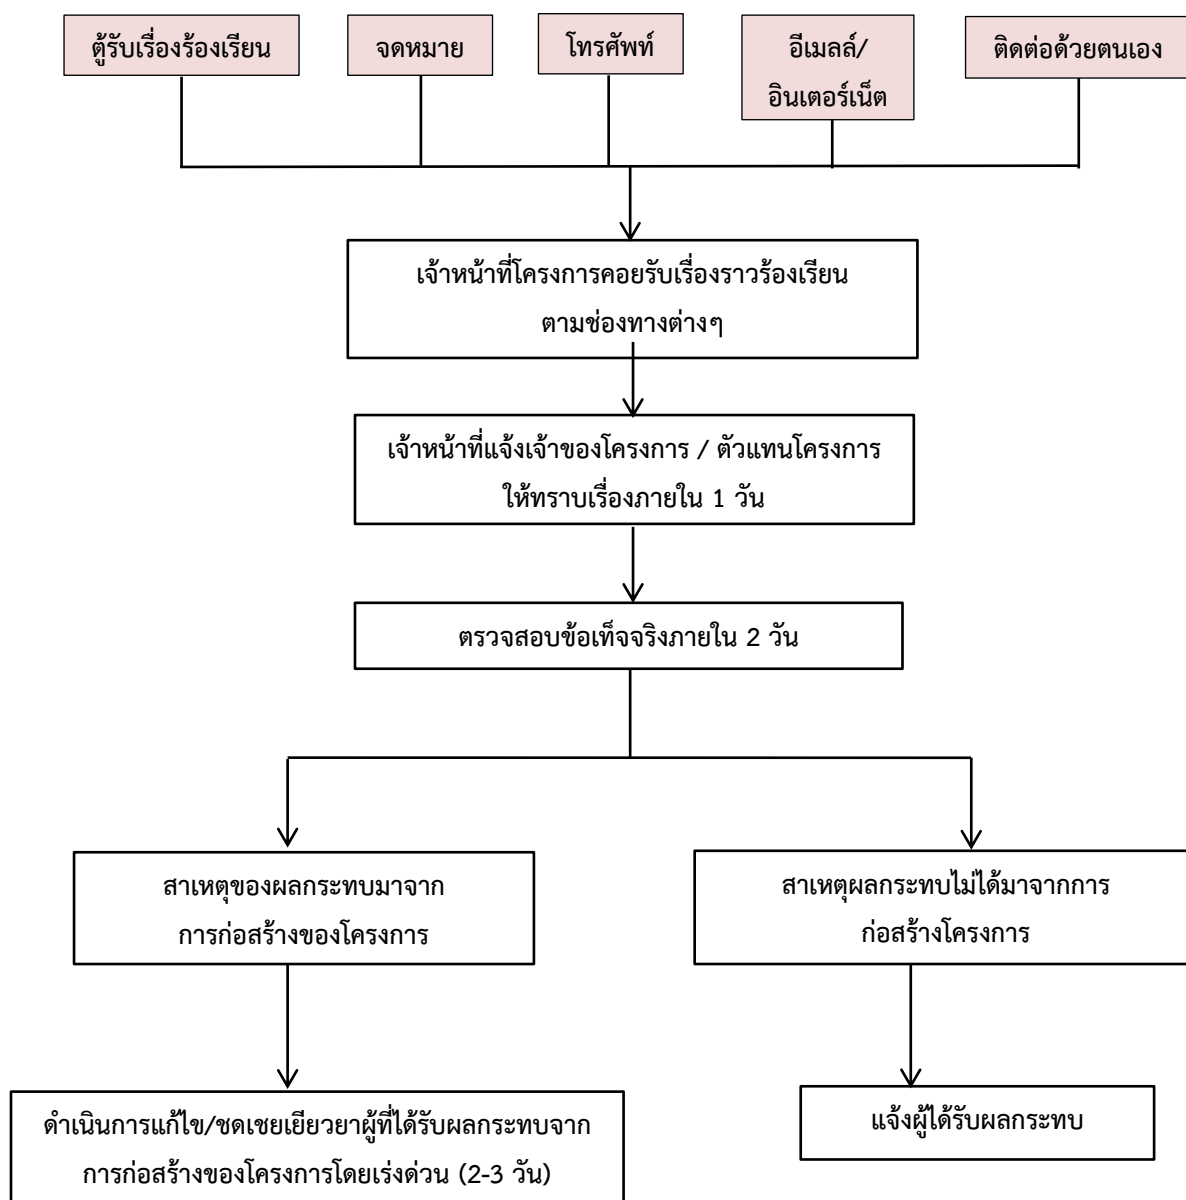 ตู้รับเรื่องร้องเรียน
จดหมาย
โทรศัพท์
อีเมลล์/
อินเตอร์เน็ต
ติดต่อด้วยตนเอง
เจ้าหน้าที่โครงการคอยรับเรื่องราวร้องเรียน
ตามช่องทางต่างๆ
เจ้าหน้าที่แจ้งเจ้าของโครงการ / ตัวแทนโครงการ
ให้ทราบเรื่องภายใน 1 วัน
ตรวจสอบข้อเท็จจริงภายใน 2 วัน
สาเหตุของผลกระทบมาจาก
การก่อสร้างของโครงการ
สาเหตุผลกระทบไม่ได้มาจากการ
ก่อสร้างโครงการ
ดำเนินการแก้ไข/ชดเชยเยียวยาผู้ที่ได้รับผลกระทบจาก
การก่อสร้างของโครงการโดยเร่งด่วน (2-3 วัน)
แจ้งผู้ได้รับผลกระทบ